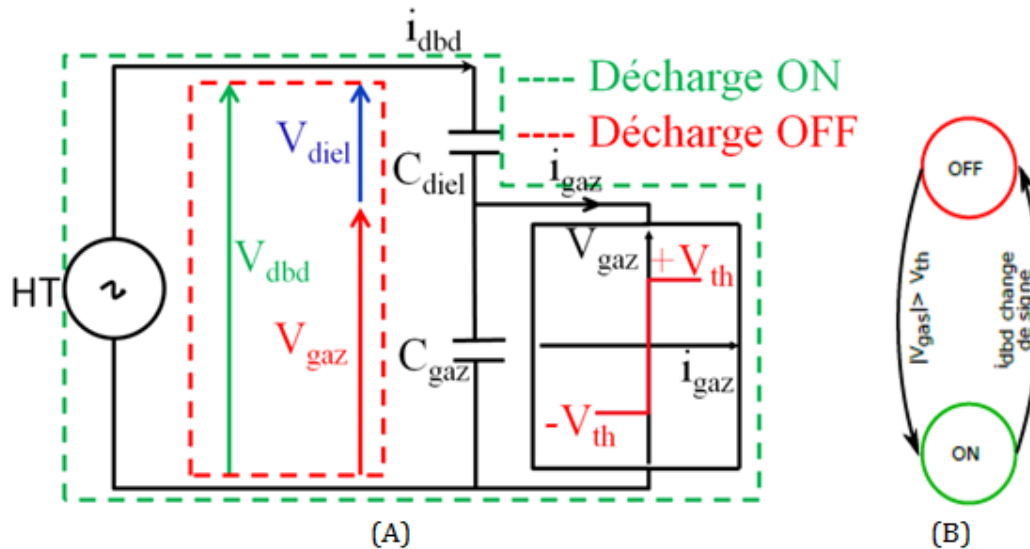 i_dbd
Décharge ON
Décharge OFF
V_diel
C_diel
i_gaz
V_gaz
+V_th
V_dbd
HT
V_gaz
C_gaz
i_gaz
-V_th
OFF
|V_gas|> V_th
i_dbd change
de signe
ON
(A)
(B)